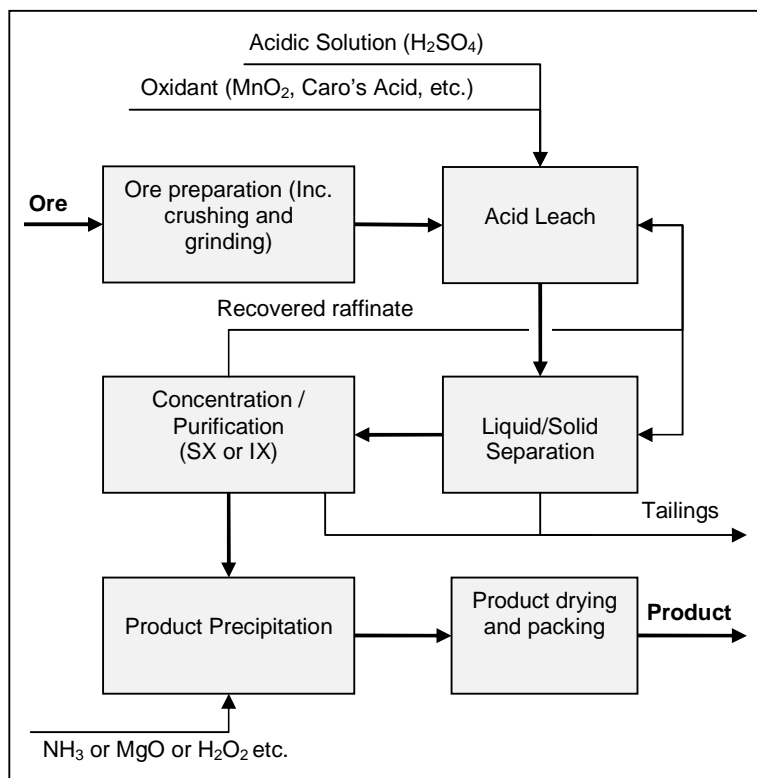 Acidic Solution (H₂SO₄)
Oxidant (MnO₂, Caro’s Acid, etc.)
Ore
Ore preparation (Inc.
crushing and
grinding)
Acid Leach
Recovered raffinate
Concentration /
Purification
(SX or IX)
Liquid/Solid
Separation
Tailings
Product Precipitation
Product drying
and packing
Product
NH₃ or MgO or H₂O₂ etc.